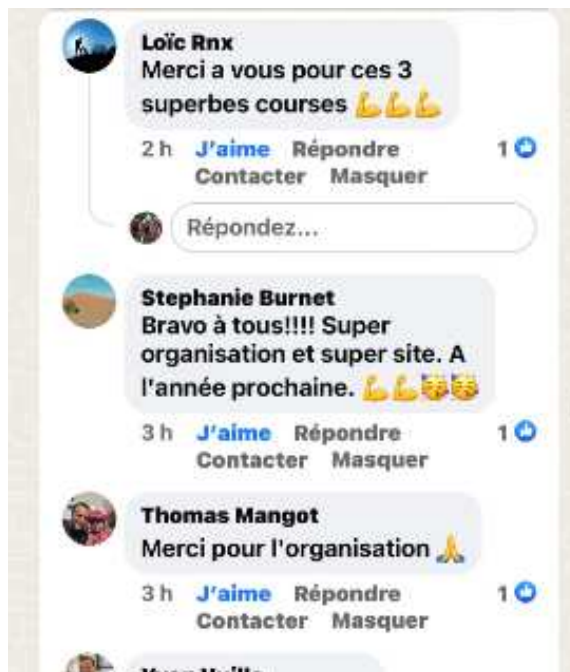 Loïc Rnx
Merci a vous pour ces 3
superbes courses 💪💪💪
2 h J'aime Répondre 1
Contacter Masquer
Répondez...
Stephanie Burnet
Bravo à tous!!!! Super
organisation et super site. A
l'année prochaine. 💪💪🥳🥳
3 h J'aime Répondre 1
Contacter Masquer
Thomas Mangot
Merci pour l'organisation 🙏
3 h J'aime Répondre 1
Contacter Masquer